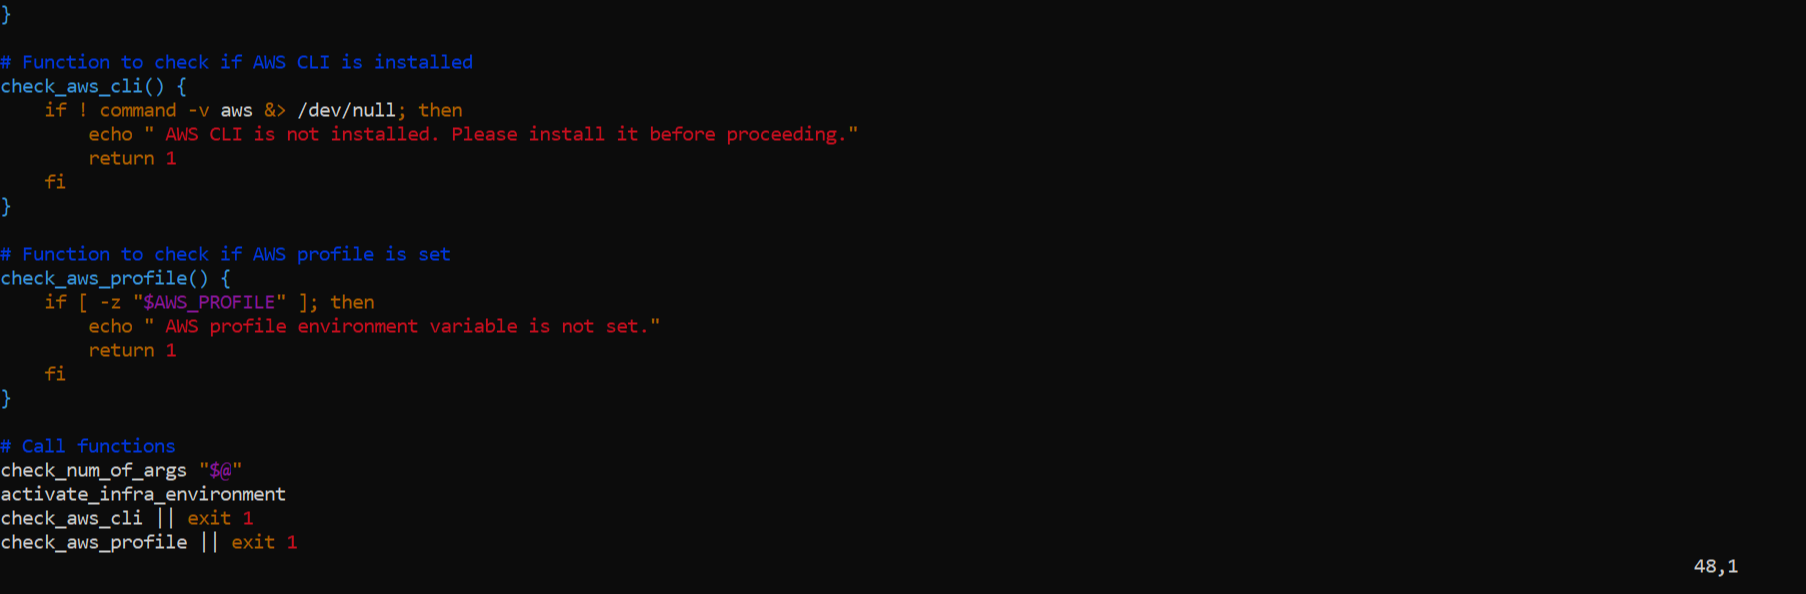 }

# Function to check if AWS CLI is installed
check_aws_cli() {
    if ! command -v aws &> /dev/null; then
        echo " AWS CLI is not installed. Please install it before proceeding."
        return 1
    fi
}

# Function to check if AWS profile is set
check_aws_profile() {
    if [ -z "$AWS_PROFILE" ]; then
        echo " AWS profile environment variable is not set."
        return 1
    fi
}

# Call functions
check_num_of_args "$@"
activate_infra_environment
check_aws_cli || exit 1
check_aws_profile || exit 1
48,1